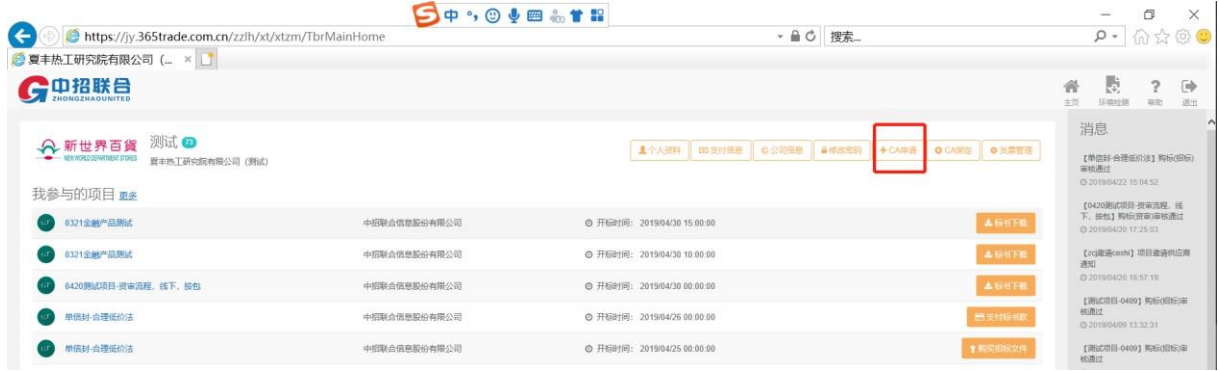 中
https://jy.365trade.com.cn/zzlh/xt/xtzm/TbrMainHome
搜索...
夏丰热工研究院有限公司 (...
中招联合
ZHONGZHAOUNITED
主页 环境检测 帮助 退出
新世界百貨
NEW WORLD DEPARTMENT STORES
测试 73
夏丰热工研究院有限公司 (测试)
个人资料 支付信息 公司信息 修改密码 CA申请 CA绑定 发票管理
消息
【单信封-合理低价法】购标(招标)
审核通过
2019/04/22 15:04:52
【0420测试项目-资审流程，线
下，按包】购标(资审)审核通过
2019/04/20 17:25:03
【zcj邀请ceshi】项目邀请供应商
通知
2019/04/20 16:57:18
【测试项目-0409】购标(招标)审
核通过
2019/04/09 13:32:31
【测试项目-0409】购标(招标)审
核通过
我参与的项目 更多
0321金融产品测试 中招联合信息股份有限公司 开标时间： 2019/04/30 15:00:00 标书下载
0321金融产品测试 中招联合信息股份有限公司 开标时间： 2019/04/30 10:00:00 标书下载
0420测试项目-资审流程，线下，按包 中招联合信息股份有限公司 开标时间： 2019/04/30 00:00:00 标书下载
单信封-合理低价法 中招联合信息股份有限公司 开标时间： 2019/04/26 00:00:00 支付标书款
单信封-合理低价法 中招联合信息股份有限公司 开标时间： 2019/04/25 00:00:00 购买招标文件